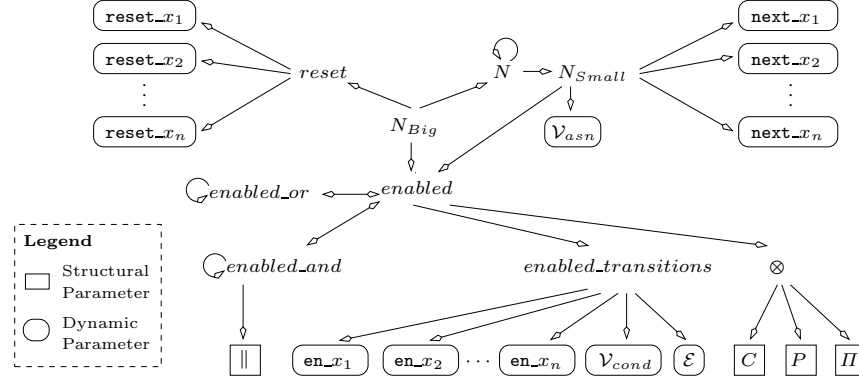 reset_x₁ next_x₁
reset_x₂ reset N N_Small next_x₂
⋮ ⋮
reset_xₙ N_Big 𝒱_asn next_xₙ
enabled_or enabled
Legend
Structural
Parameter
Dynamic
Parameter
enabled_and enabled_transitions ⊗
|| en_x₁ en_x₂ ··· en_xₙ 𝒱_cond ℰ C P Π